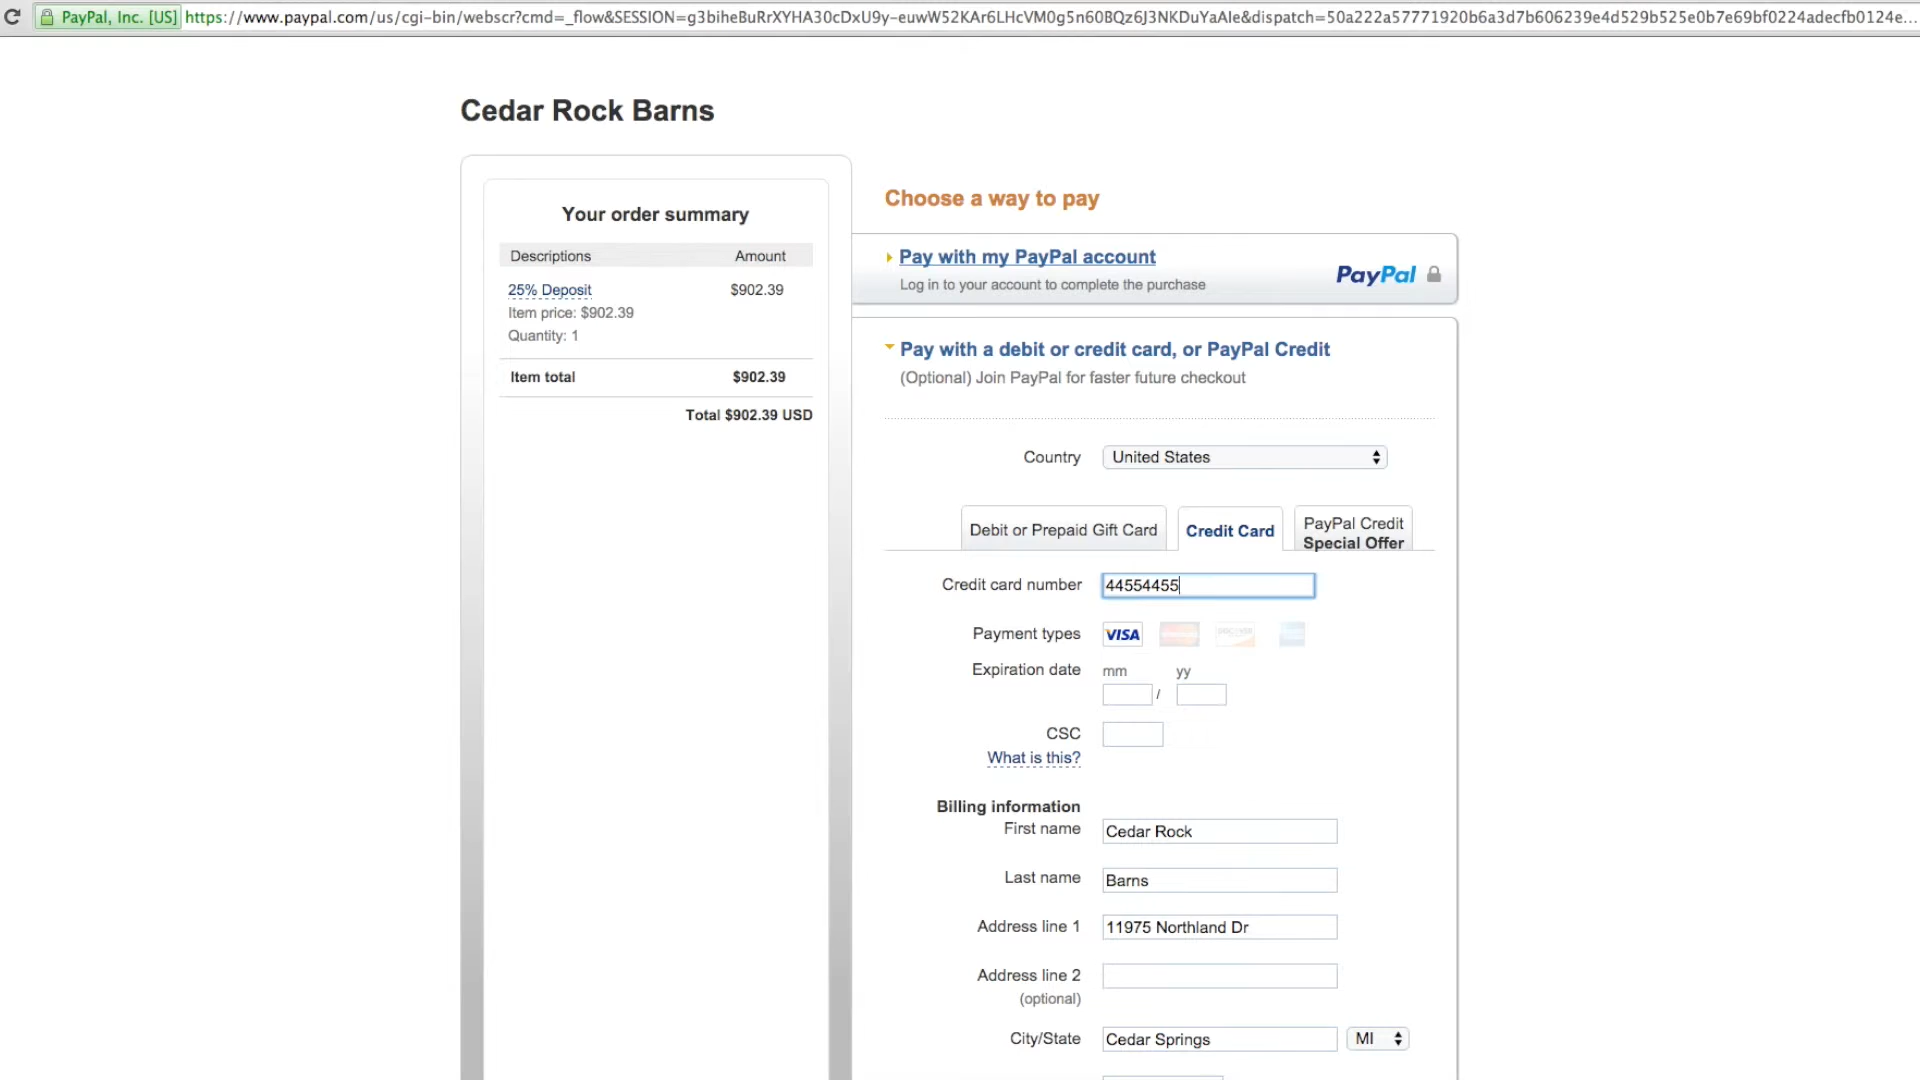 PayPal, Inc. [US] https://www.paypal.com/us/cgi-bin/webscr?cmd=_flow&SESSION=g3biheBuRrXYHA30cDxU9y-euwW52KAr6LHcVM0g5n60BQz6J3NKDuYaAle&dispatch=50a222a57771920b6a3d7b606239e4d529b525e0b7e69bf0224adecfb0124e...
Cedar Rock Barns
Your order summary
Descriptions Amount
25% Deposit $902.39
Item price: $902.39
Quantity: 1
Item total $902.39
Total $902.39 USD
Choose a way to pay
Pay with my PayPal account
Log in to your account to complete the purchase
PayPal
Pay with a debit or credit card, or PayPal Credit
(Optional) Join PayPal for faster future checkout
Country United States
Debit or Prepaid Gift Card
Credit Card
PayPal Credit
Special Offer
Credit card number 44554455
Payment types VISA
Expiration date mm yy
/
CSC
What is this?
Billing information
First name Cedar Rock
Last name Barns
Address line 1 11975 Northland Dr
Address line 2
(optional)
City/State Cedar Springs MI